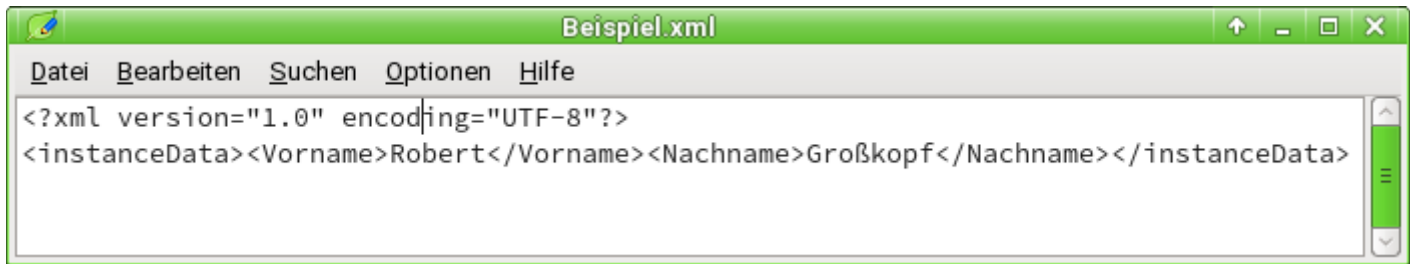 Beispiel.xml
Datei Bearbeiten Suchen Optionen Hilfe
<?xml version="1.0" encoding="UTF-8"?>
<instanceData><Vorname>Robert</Vorname><Nachname>Großkopf</Nachname></instanceData>